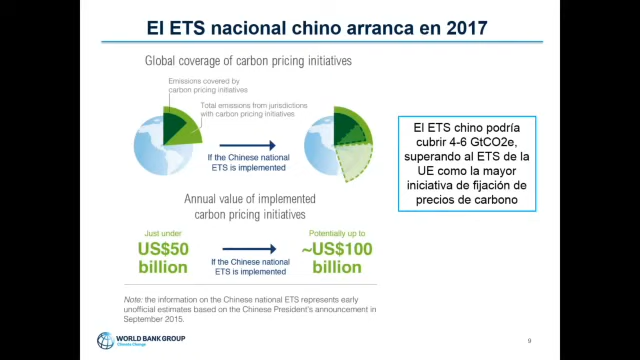 El ETS nacional chino arranca en 2017
Global coverage of carbon pricing initiatives
Emissions covered by
carbon pricing initiatives
Total emissions from jurisdictions
with carbon pricing initiatives
If the Chinese national
ETS is implemented
El ETS chino podría
cubrir 4-6 GtCO2e,
superando al ETS de la
UE como la mayor
iniciativa de fijación de
precios de carbono
Annual value of implemented
carbon pricing initiatives
Just under
US$50
billion
If the Chinese national
ETS is implemented
Potentially up to
~US$100
billion
Note: the information on the Chinese national ETS represents early
unofficial estimates based on the Chinese President's announcement in
September 2015.
WORLD BANK GROUP
Climate Change
9